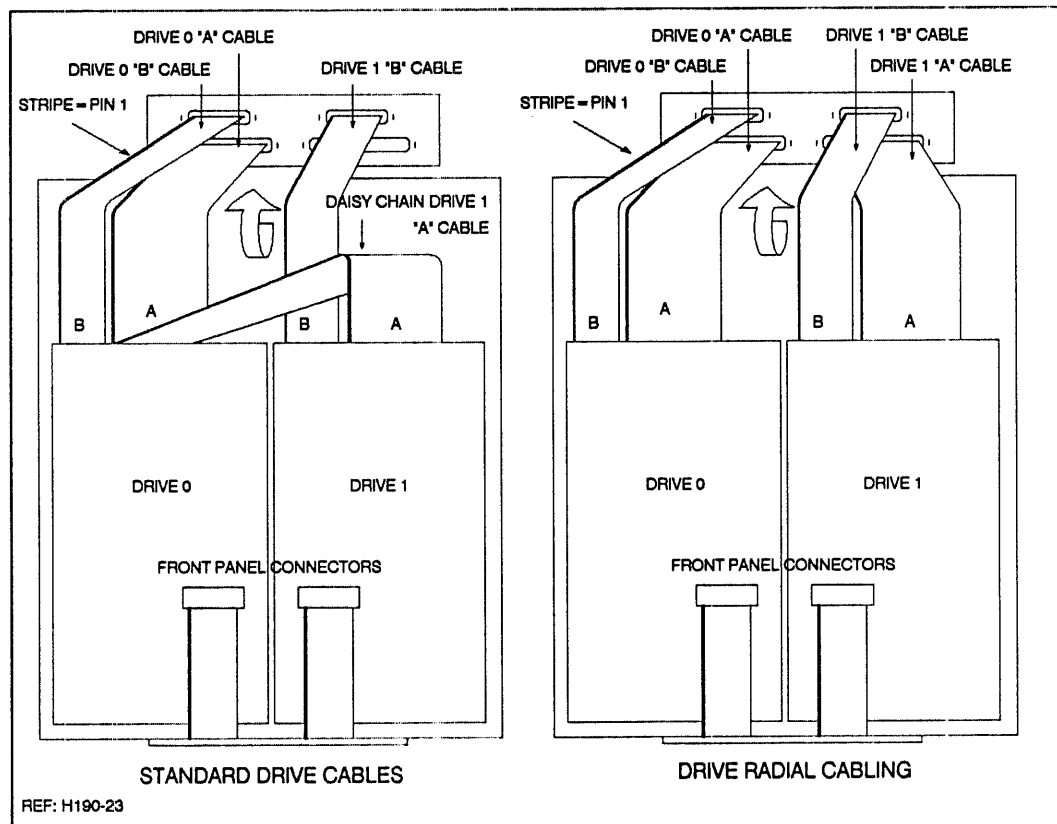 DRIVE 0 "A" CABLE
DRIVE 0 "B" CABLE
DRIVE 1 "B" CABLE
STRIPE = PIN 1
DAISY CHAIN DRIVE 1
"A" CABLE
B
A
B
A
DRIVE 0
DRIVE 1
FRONT PANEL CONNECTORS
STANDARD DRIVE CABLES
DRIVE 0 "A" CABLE
DRIVE 1 "B" CABLE
DRIVE 0 "B" CABLE
DRIVE 1 "A" CABLE
STRIPE = PIN 1
B
A
B
A
DRIVE 0
DRIVE 1
FRONT PANEL CONNECTORS
DRIVE RADIAL CABLING
REF: H190-23